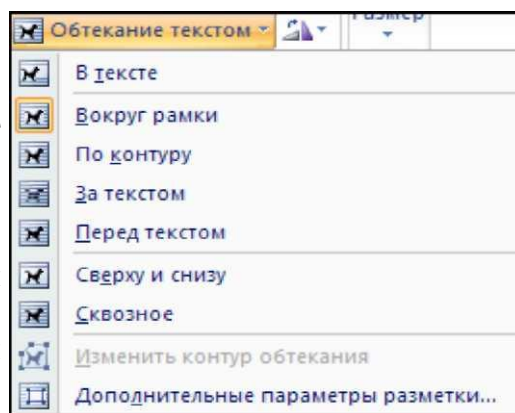 Обтекание текстом
Размер
В тексте
Вокруг рамки
По контуру
За текстом
Перед текстом
Сверху и снизу
Сквозное
Изменить контур обтекания
Дополнительные параметры разметки...